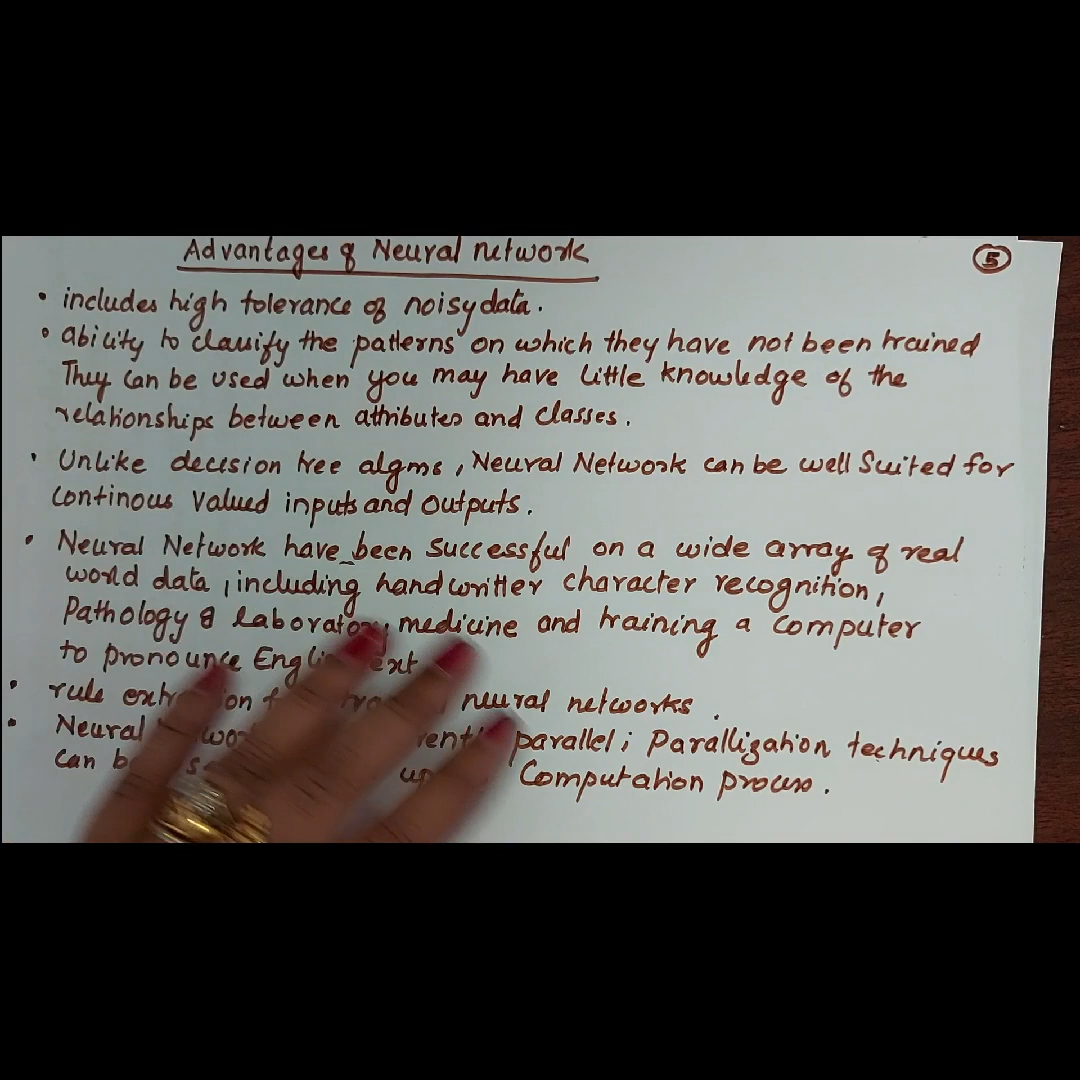 Advantages of Neural network
5
• includes high tolerance of noisy data.
• ability to classify the patterns on which they have not been trained
They can be used when you may have little knowledge of the
relationships between attributes and classes.
• Unlike decision tree algms, Neural Network can be well suited for
continous valued inputs and outputs.
• Neural Network have been successful on a wide array of real
world data, including handwritter character recognition,
Pathology & laboratory medicine and training a computer
to pronounce
• rule neural networks.
• Neural parallel; Parallization techniques
can Computation process.